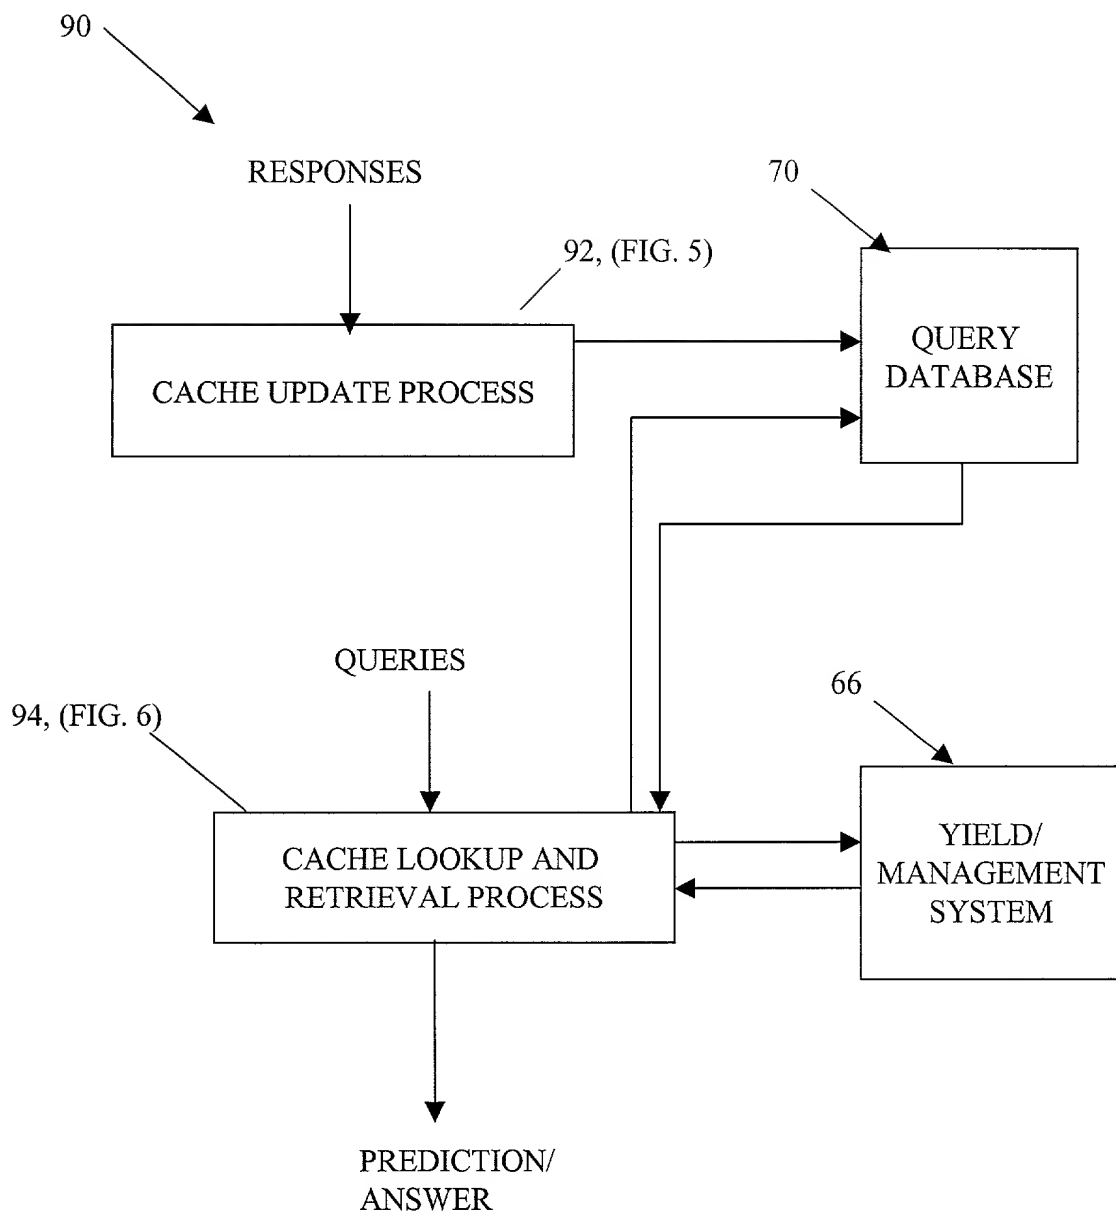 90
RESPONSES
70
92, (FIG. 5)
CACHE UPDATE PROCESS
QUERY
DATABASE
QUERIES
94, (FIG. 6)
66
CACHE LOOKUP AND
RETRIEVAL PROCESS
YIELD/
MANAGEMENT
SYSTEM
PREDICTION/
ANSWER